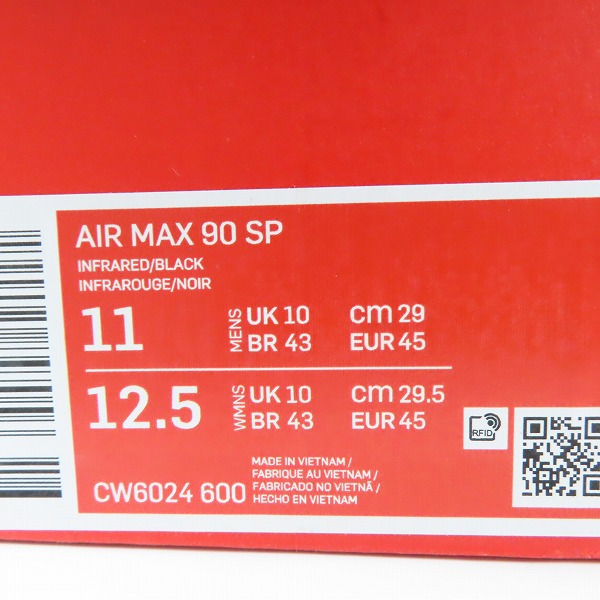 AIR MAX 90 SP
INFRARED/BLACK
INFRAROUGE/NOIR
11 MENS UK 10 cm 29
BR 43 EUR 45
12.5 WMNS UK 10 cm 29.5
BR 43 EUR 45
RFID
MADE IN VIETNAM /
FABRIQUE AU VIETNAM /
FABRICADO NO VIETNÃ /
HECHO EN VIETNAM
CW6024 600